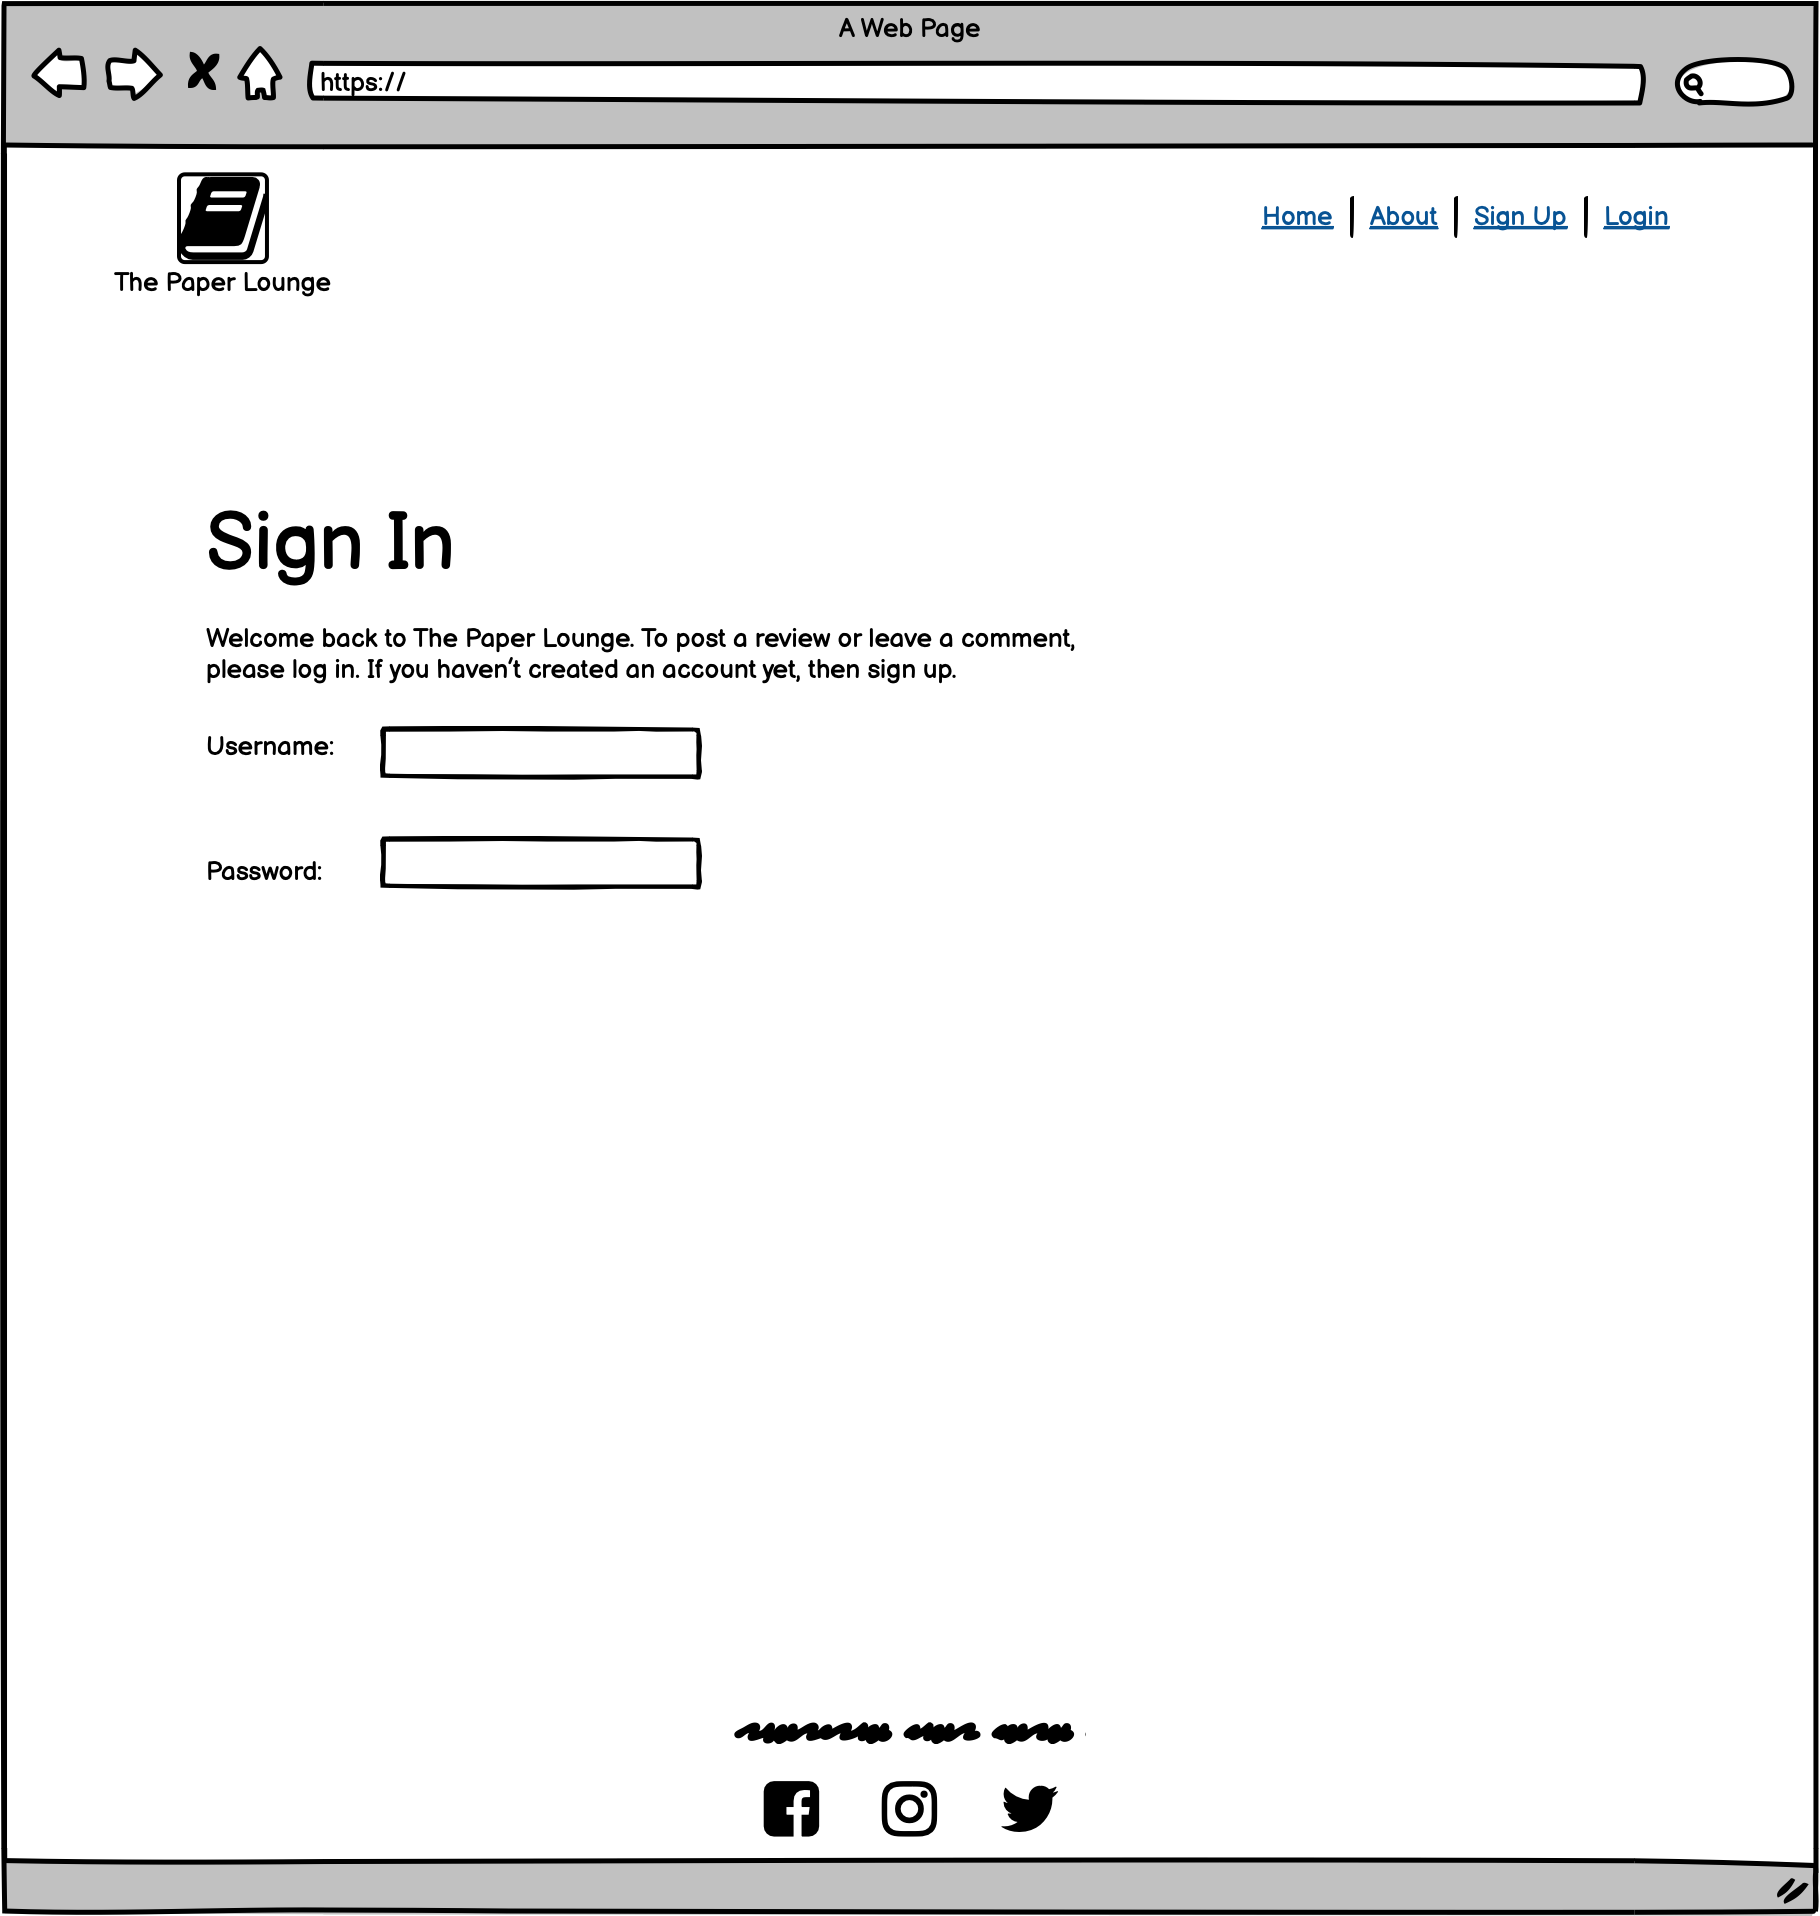 A Web Page
https://
The Paper Lounge
Home
About
Sign Up
Login
Sign In
Welcome back to The Paper Lounge. To post a review or leave a comment,
please log in. If you haven't created an account yet, then sign up.
Username:
Password: